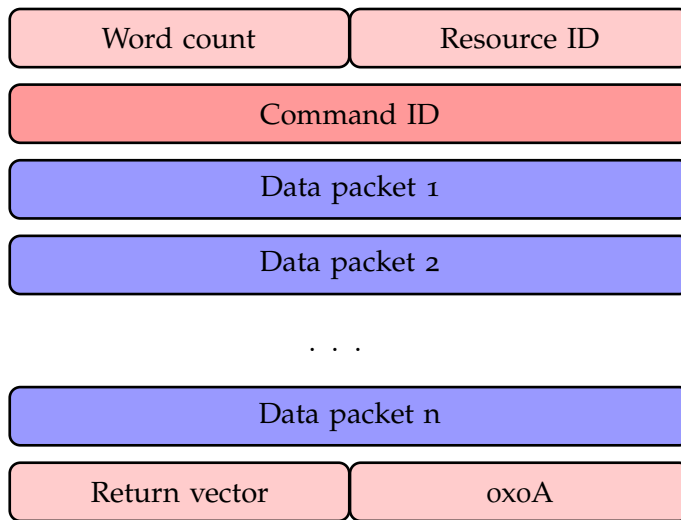 Word count Resource ID
Command ID
Data packet 1
Data packet 2
. . .
Data packet n
Return vector 0x0A